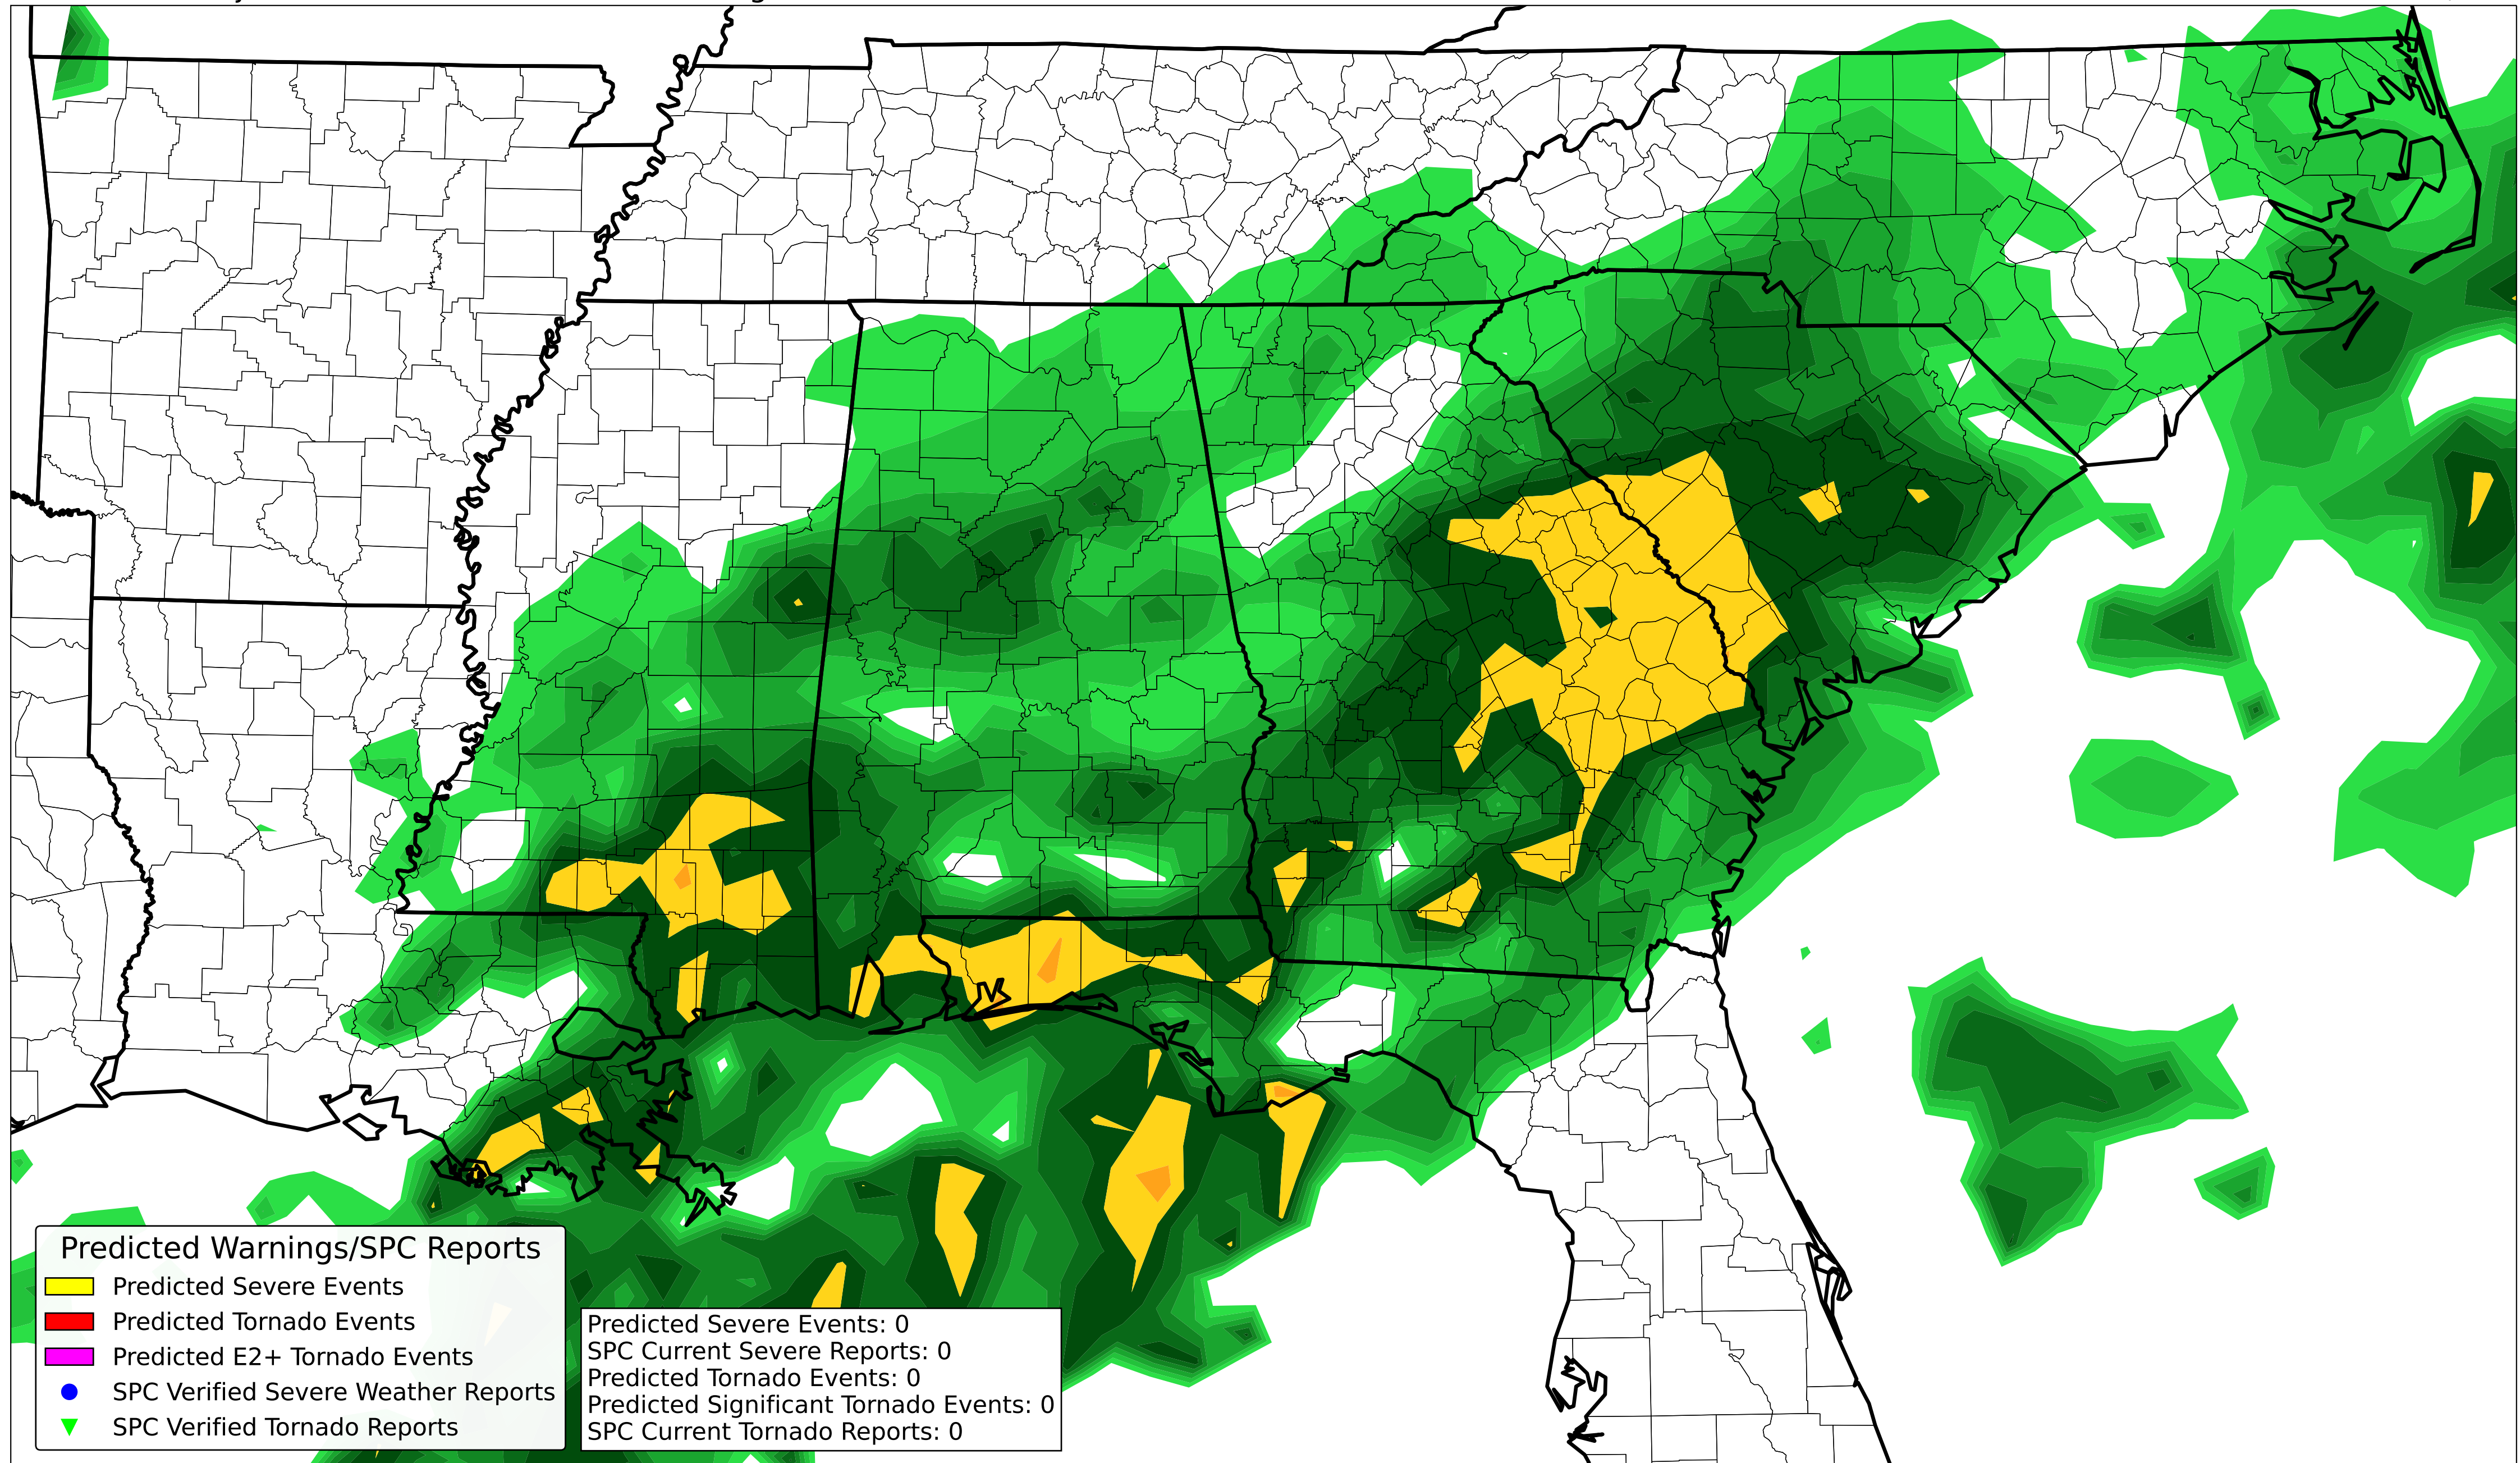 Predicted Warnings/SPC Reports
Predicted Severe Events
Predicted Tornado Events
Predicted E2+ Tornado Events
SPC Verified Severe Weather Reports
SPC Verified Tornado Reports
Predicted Severe Events: 0
SPC Current Severe Reports: 0
Predicted Tornado Events: 0
Predicted Significant Tornado Events: 0
SPC Current Tornado Reports: 0